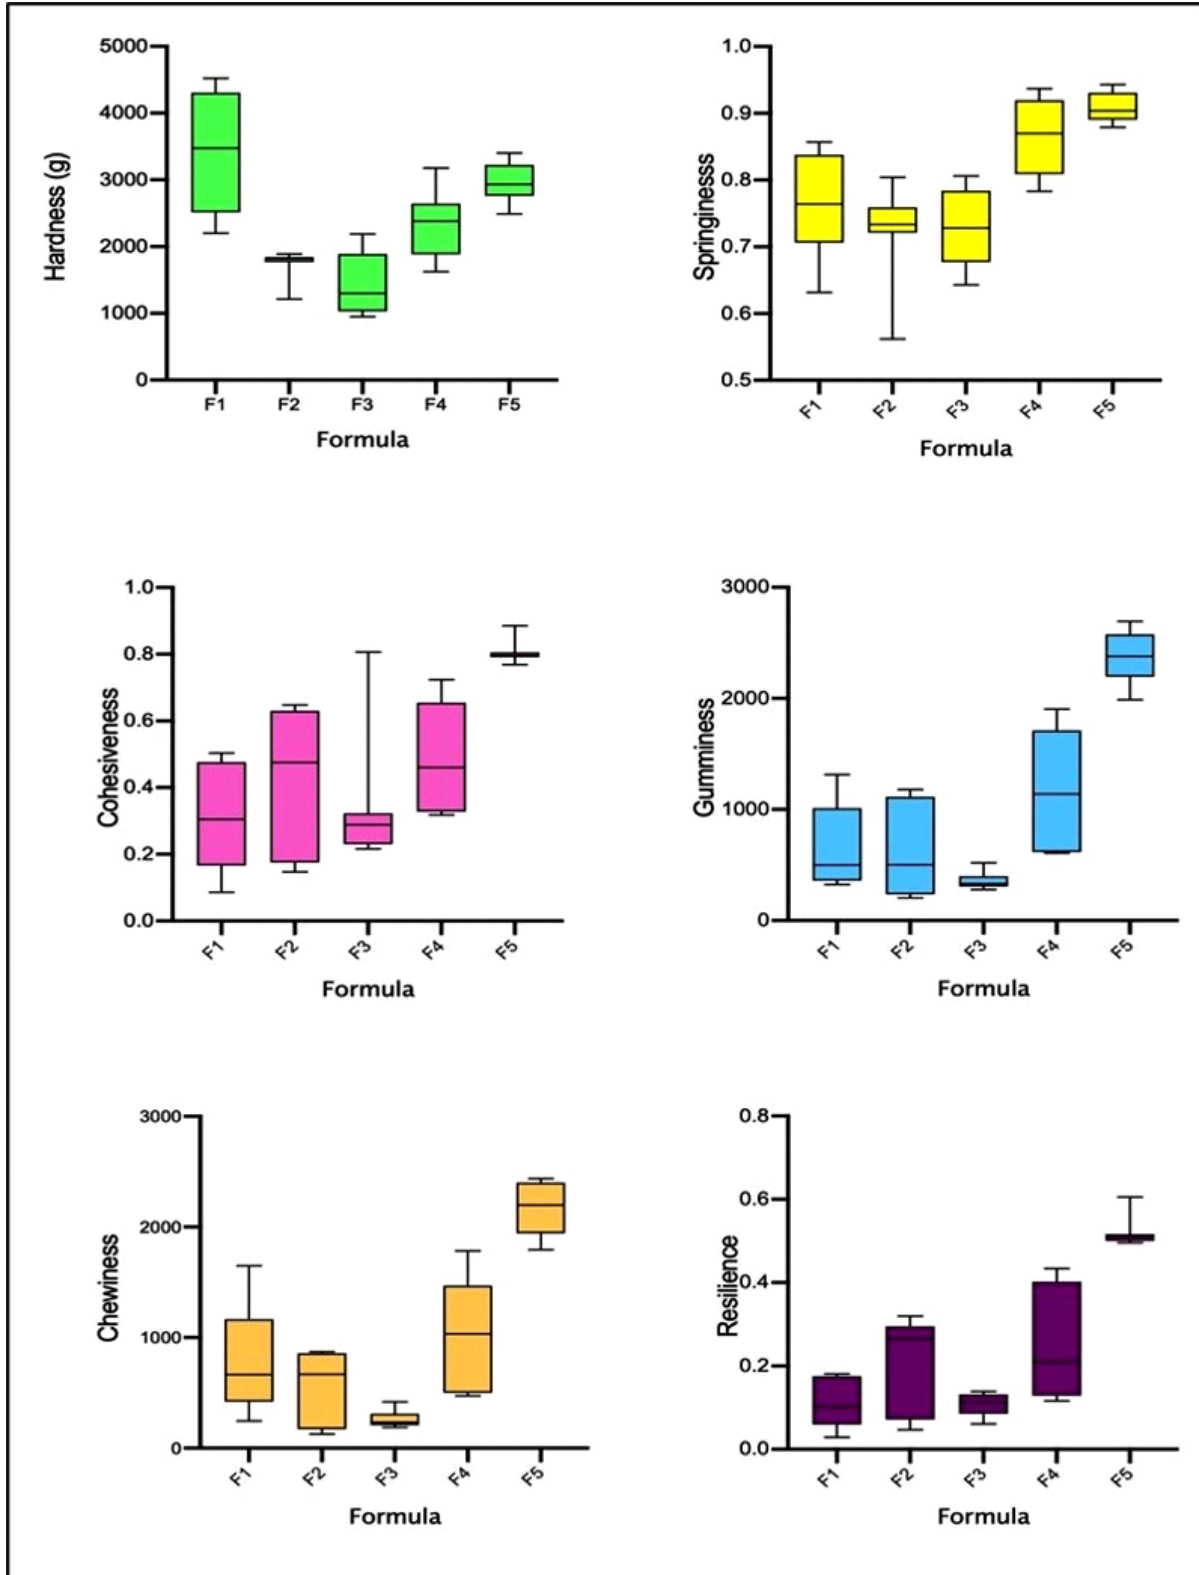 Hardness (g)
5000
4000
3000
2000
1000
0
F1 F2 F3 F4 F5
Formula
Springinesss
1.0
0.9
0.8
0.7
0.6
0.5
F1 F2 F3 F4 F5
Formula
Cohesiveness
1.0
0.8
0.6
0.4
0.2
0.0
F1 F2 F3 F4 F5
Formula
Gumminess
3000
2000
1000
0
F1 F2 F3 F4 F5
Formula
Chewiness
3000
2000
1000
0
F1 F2 F3 F4 F5
Formula
Resilience
0.8
0.6
0.4
0.2
0.0
F1 F2 F3 F4 F5
Formula